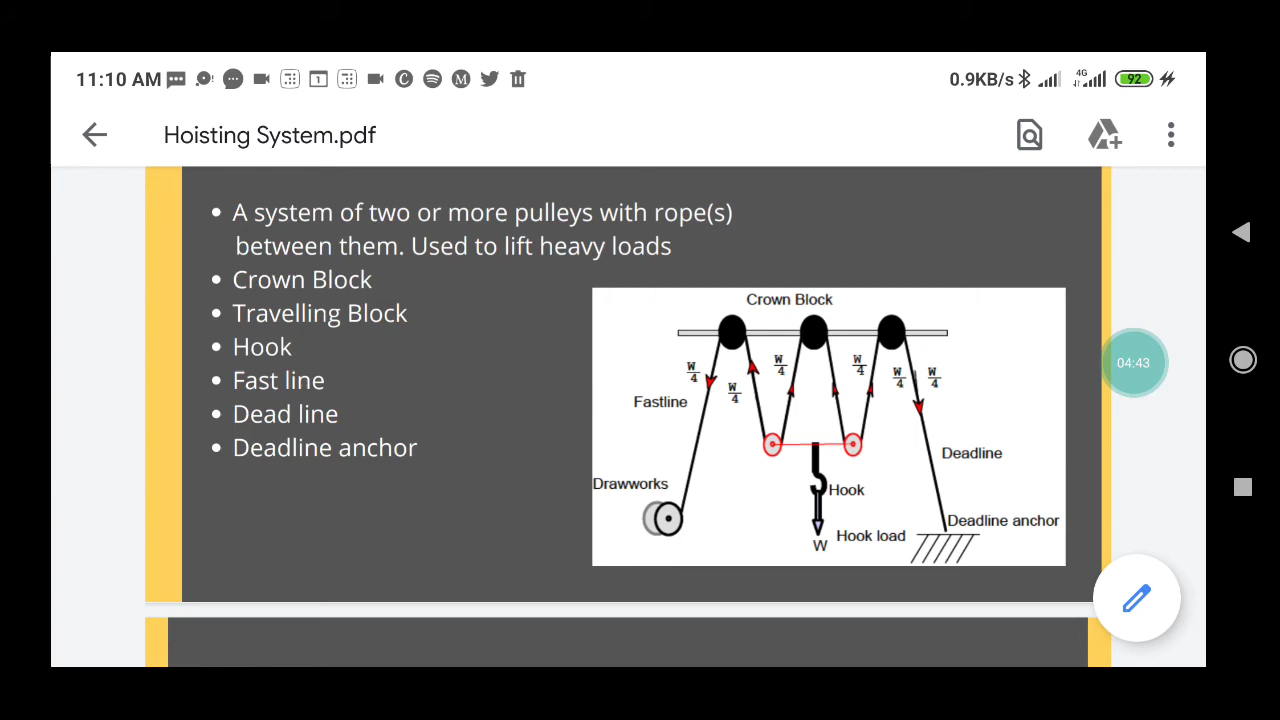 11:10 AM
0.9KB/s 4G 92
Hoisting System.pdf
• A system of two or more pulleys with rope(s)
between them. Used to lift heavy loads
• Crown Block
• Travelling Block
• Hook
• Fast line
• Dead line
• Deadline anchor
Crown Block
W/4 W/4 W/4 W/4 W/4 W/4
Fastline
Deadline
Drawworks
Hook
Deadline anchor
Hook load
W
04:43